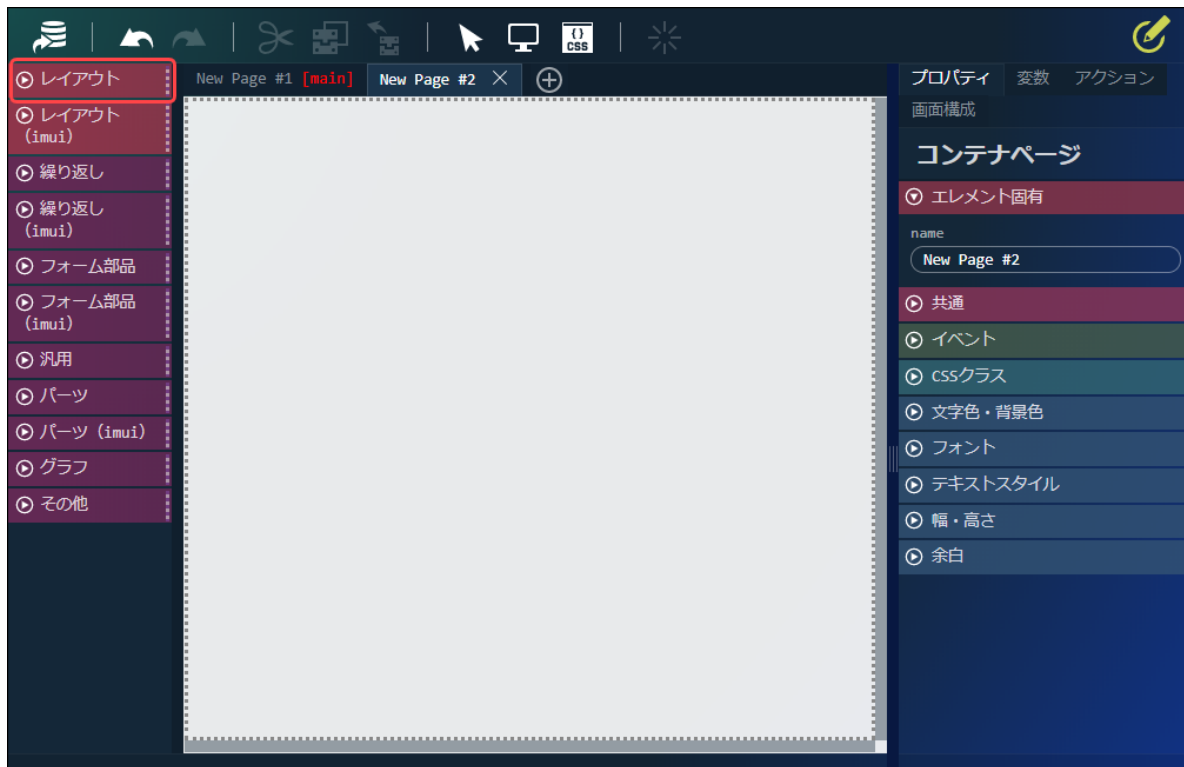 {}
CSS
レイアウト
レイアウト
(imui)
繰り返し
繰り返し
(imui)
フォーム部品
フォーム部品
(imui)
汎用
パーツ
パーツ (imui)
グラフ
その他
New Page #1 [main] New Page #2
プロパティ 変数 アクション
画面構成
コンテナページ
エレメント固有
name
New Page #2
共通
イベント
CSSクラス
文字色・背景色
フォント
テキストスタイル
幅・高さ
余白